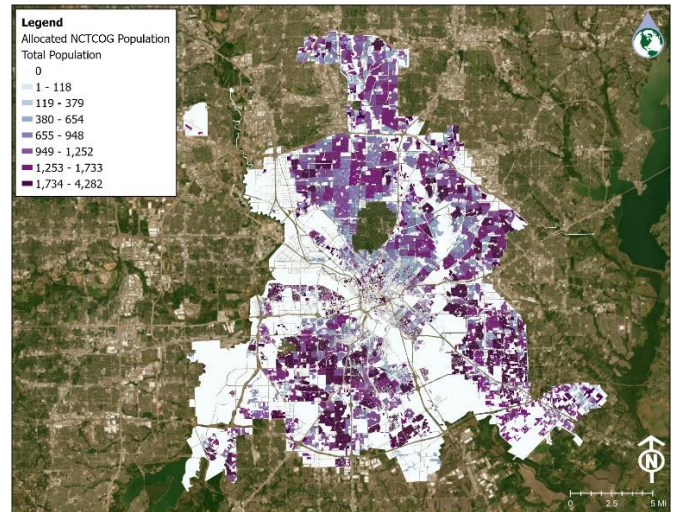 Legend
Allocated NCTCOG Population
Total Population
0
1 - 118
119 - 379
380 - 654
655 - 948
949 - 1,252
1,253 - 1,733
1,734 - 4,282
N
0 2.5 5 Mi